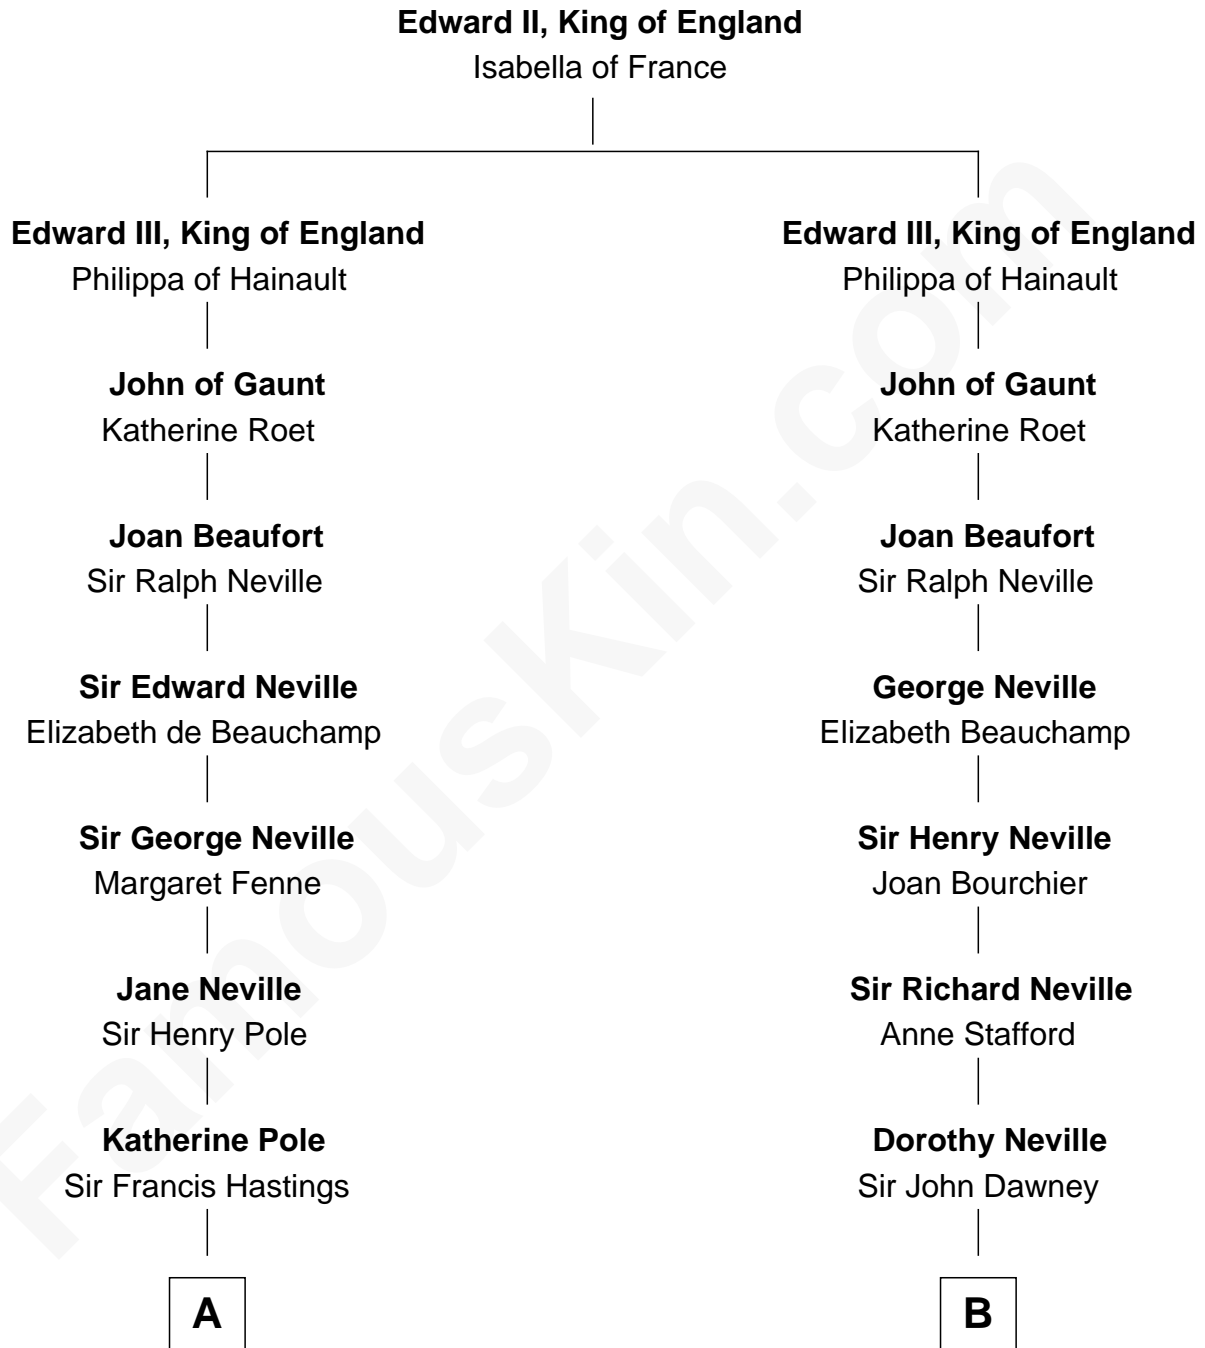 Edward II, King of England
Isabella of France
Edward III, King of England
Philippa of Hainault
John of Gaunt
Katherine Roet
Joan Beaufort
Sir Ralph Neville
Sir Edward Neville
Elizabeth de Beauchamp
Sir George Neville
Margaret Fenne
Jane Neville
Sir Henry Pole
Katherine Pole
Sir Francis Hastings
A
Edward III, King of England
Philippa of Hainault
John of Gaunt
Katherine Roet
Joan Beaufort
Sir Ralph Neville
George Neville
Elizabeth Beauchamp
Sir Henry Neville
Joan Bourchier
Sir Richard Neville
Anne Stafford
Dorothy Neville
Sir John Dawney
B
FamousKin.com